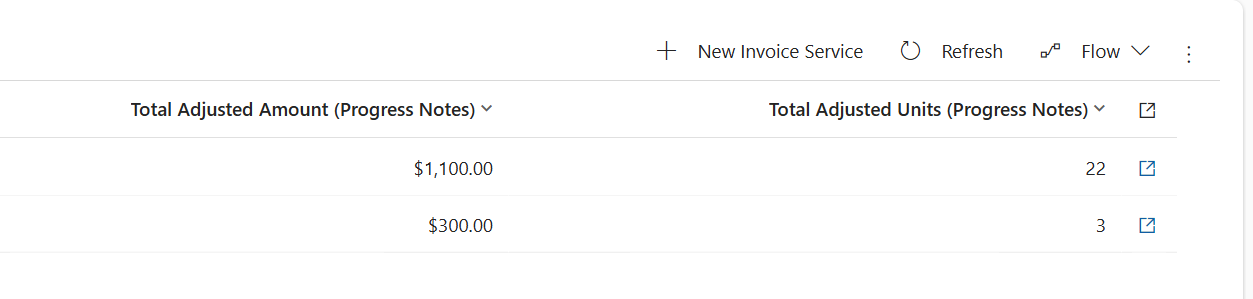 New Invoice Service Refresh Flow
Total Adjusted Amount (Progress Notes) Total Adjusted Units (Progress Notes)
$1,100.00 22
$300.00 3